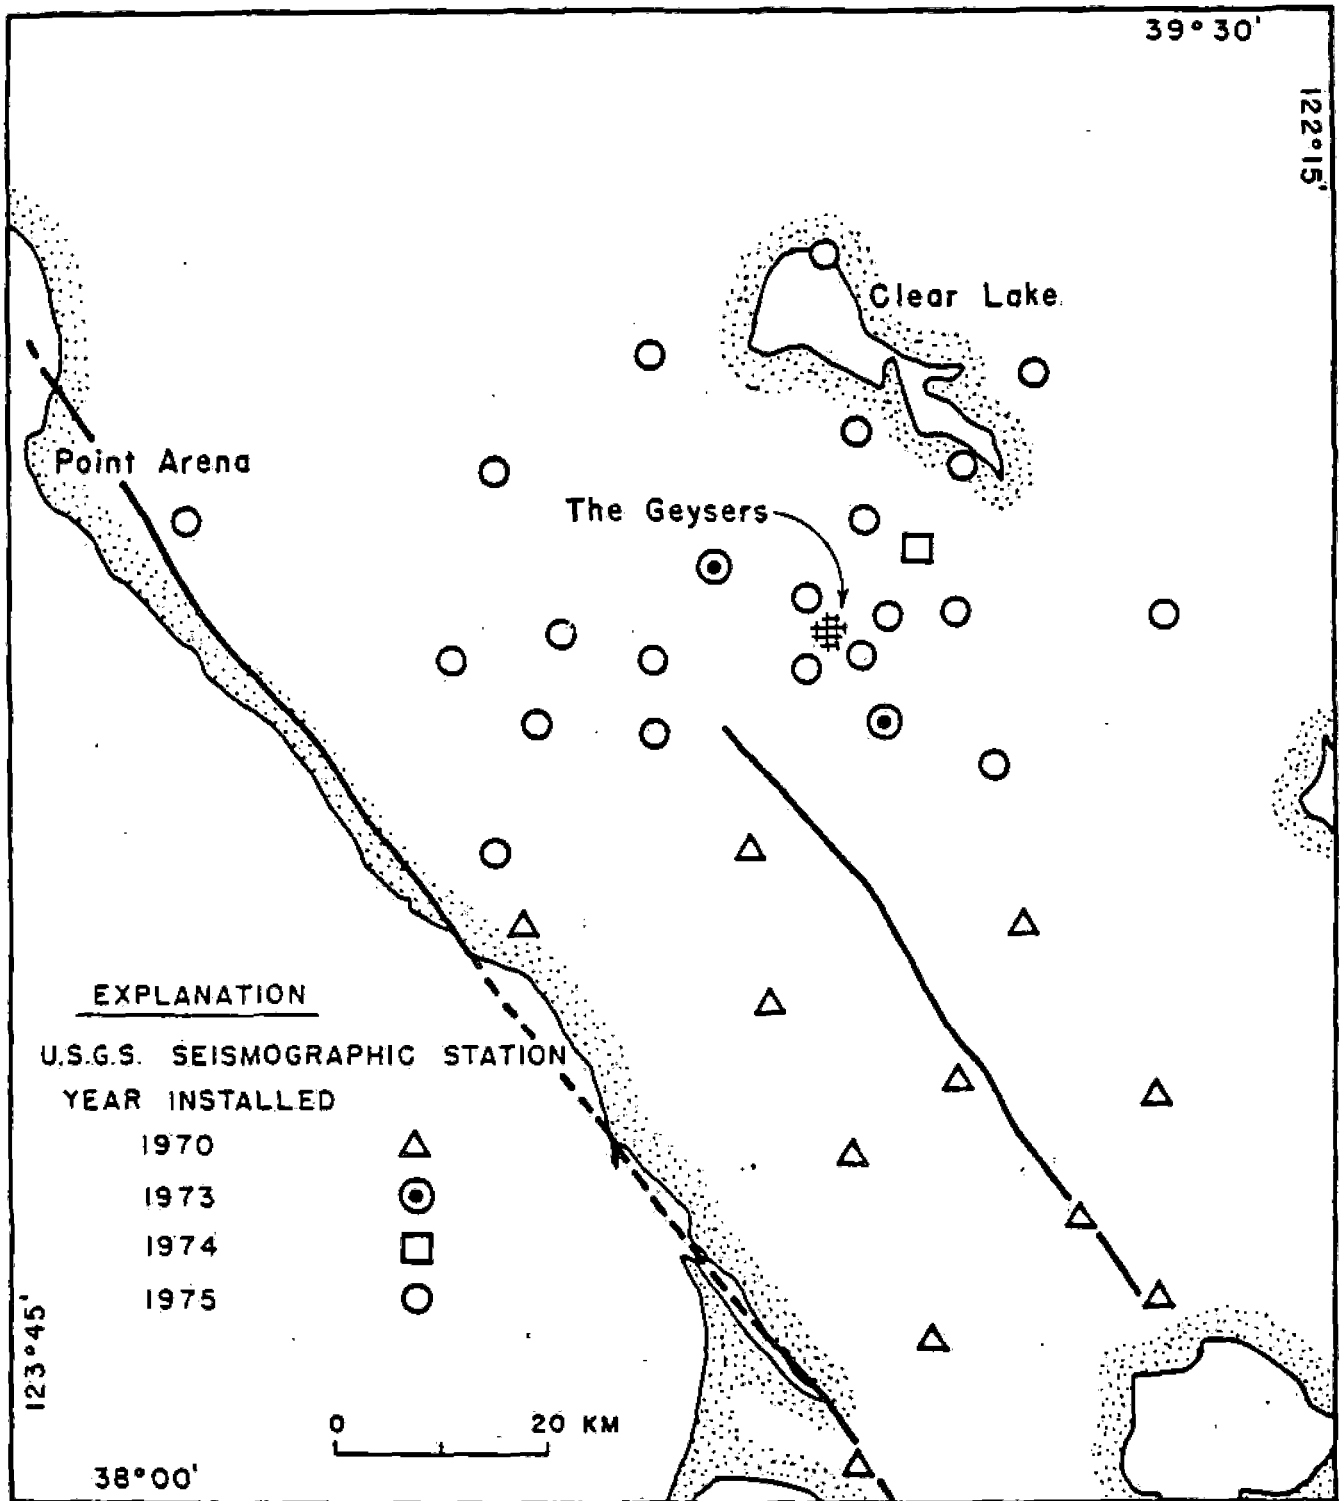 39°30'
122°15'
Clear Lake
Point Arena
The Geysers
EXPLANATION
U.S.G.S. SEISMOGRAPHIC STATION
YEAR INSTALLED
1970
1973
1974
1975
123°45'
0 20 KM
38°00'